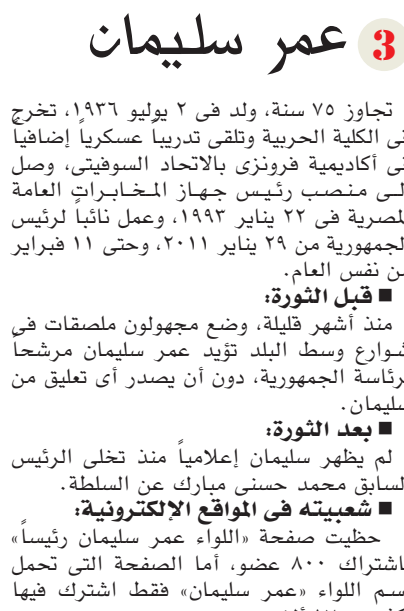 3 عمر سليمان
تجاوز ٧٥ سنة، ولد فى ٢ يوليو ١٩٣٦، تخرج
فى الكلية الحربية وتلقى تدريباً عسكرياً إضافياً
فى أكاديمية فرونزى بالاتحاد السوفيتى، وصل
إلى منصب رئيس جهاز المخابرات العامة
المصرية فى ٢٢ يناير ١٩٩٣، وعمل نائباً لرئيس
الجمهورية من ٢٩ يناير ٢٠١١، وحتى ١١ فبراير
من نفس العام.
■ قبل الثورة:
منذ أشهر قليلة، وضع مجهولون ملصقات فى
شوارع وسط البلد تؤيد عمر سليمان مرشحاً
لرئاسة الجمهورية، دون أن يصدر أى تعليق من
سليمان.
■ بعد الثورة:
لم يظهر سليمان إعلامياً منذ تخلى الرئيس
السابق محمد حسنى مبارك عن السلطة.
■ شعبيته فى المواقع الإلكترونية:
حظيت صفحة «اللواء عمر سليمان رئيساً»
باشتراك ٨٠٠ عضو، أما الصفحة التى تحمل
اسم اللواء «عمر سليمان» فقط اشترك فيها